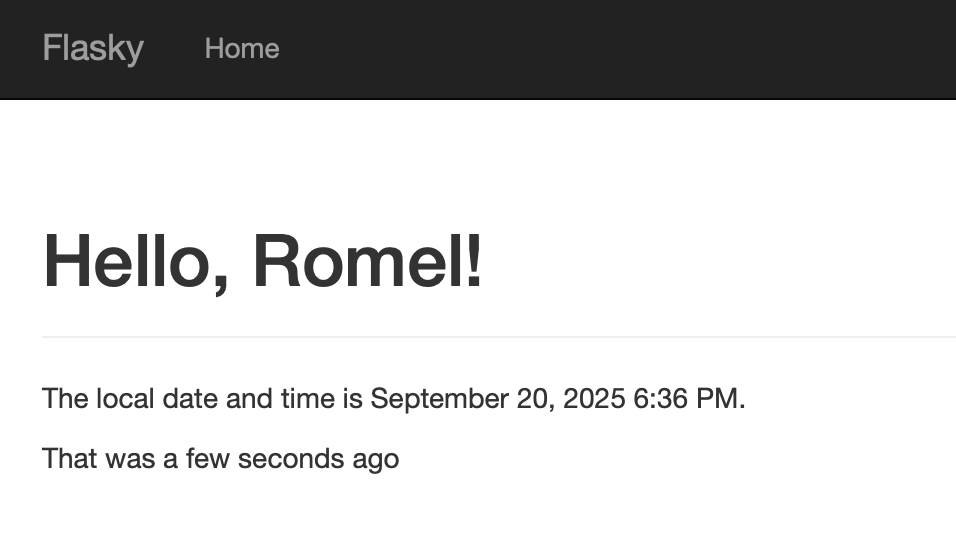 Flasky Home
Hello, Romel!
The local date and time is September 20, 2025 6:36 PM.
That was a few seconds ago